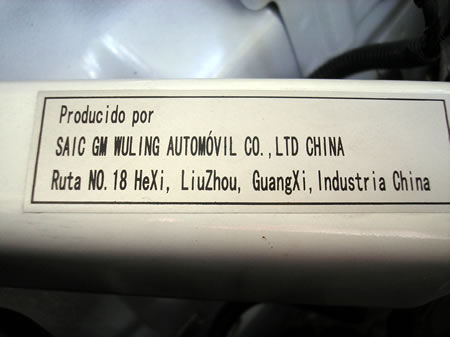 Producido por
SAIC GM WULING AUTOMÓVIL CO.,LTD CHINA
Ruta NO.18 HeXi, LiuZhou, GuangXi,Industria China